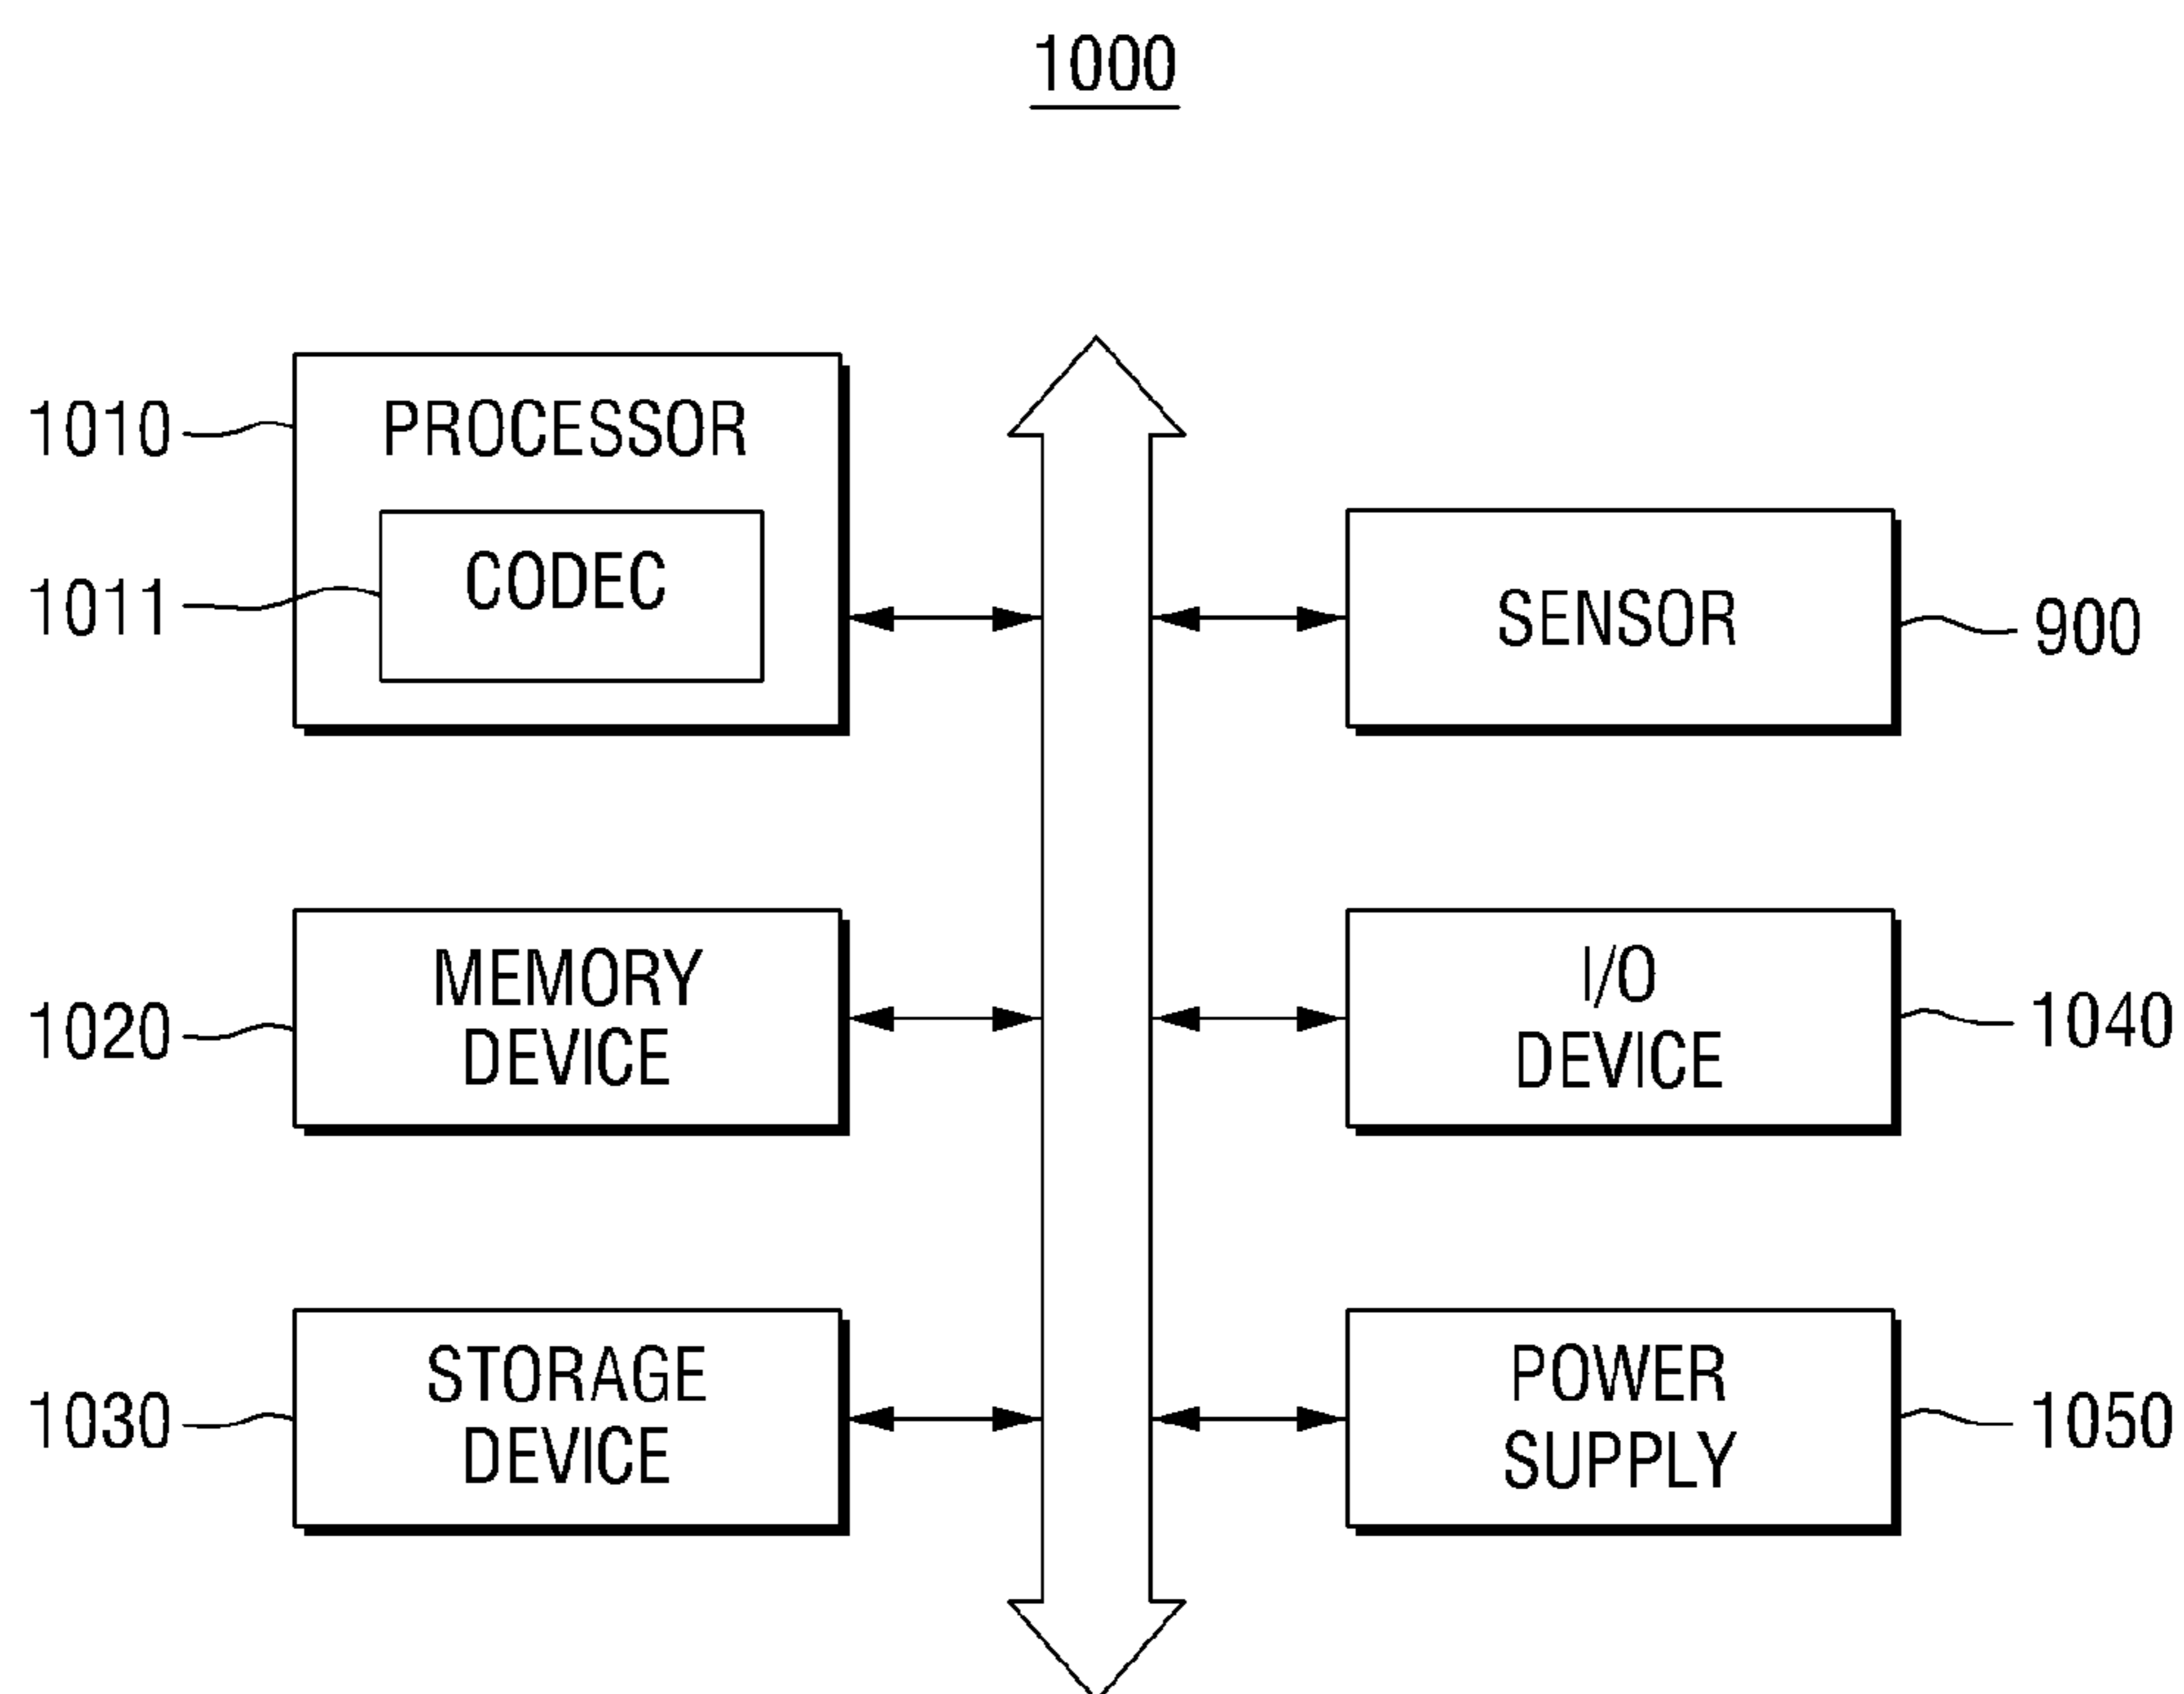 1000
1010
PROCESSOR
1011
CODEC
SENSOR
900
1020
MEMORY
DEVICE
I/O
DEVICE
1040
1030
STORAGE
DEVICE
POWER
SUPPLY
1050